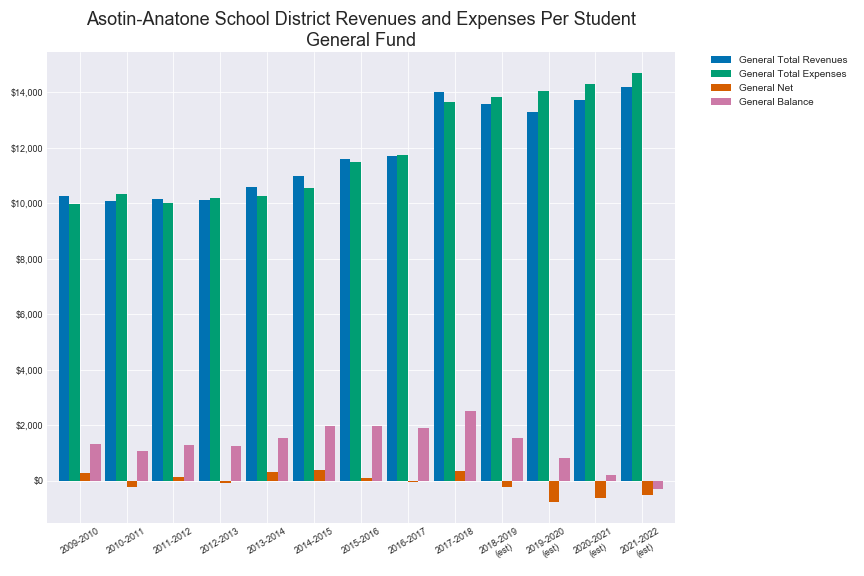 Asotin-Anatone School District Revenues and Expenses Per Student
General Fund
General Total Revenues
General Total Expenses
General Net
General Balance
$14,000
$12,000
$10,000
$8,000
$6,000
$4,000
$2,000
$0
2009-2010
2010-2011
2011-2012
2012-2013
2013-2014
2014-2015
2015-2016
2016-2017
2017-2018
2018-2019
(est)
2019-2020
(est)
2020-2021
(est)
2021-2022
(est)